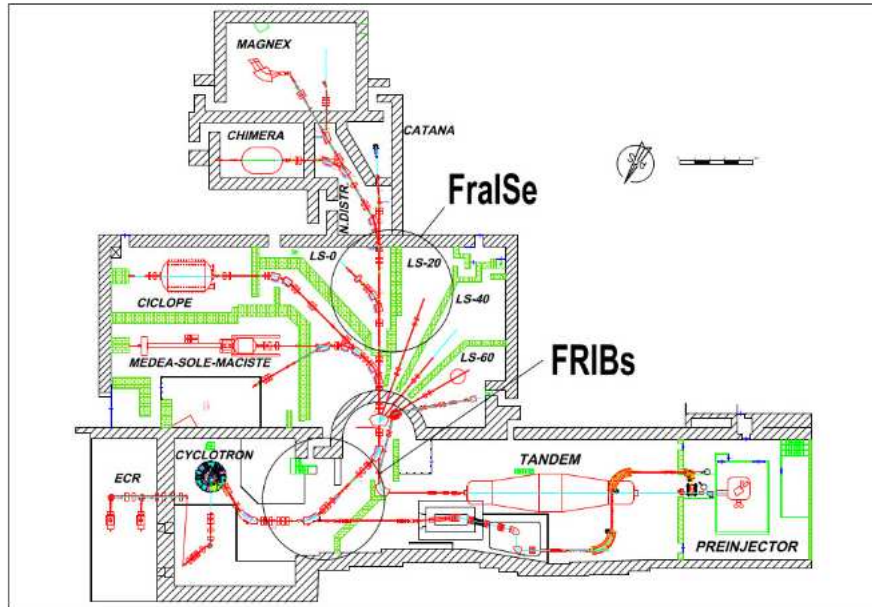 MAGNEX
CATANA
CHIMERA
N.DISTR.
FraISe
LS-0
LS-20
LS-40
CICLOPE
LS-60
MEDEA-SOLE-MACISTE
FRIBs
CYCLOTRON
TANDEM
ECR
PREINJECTOR